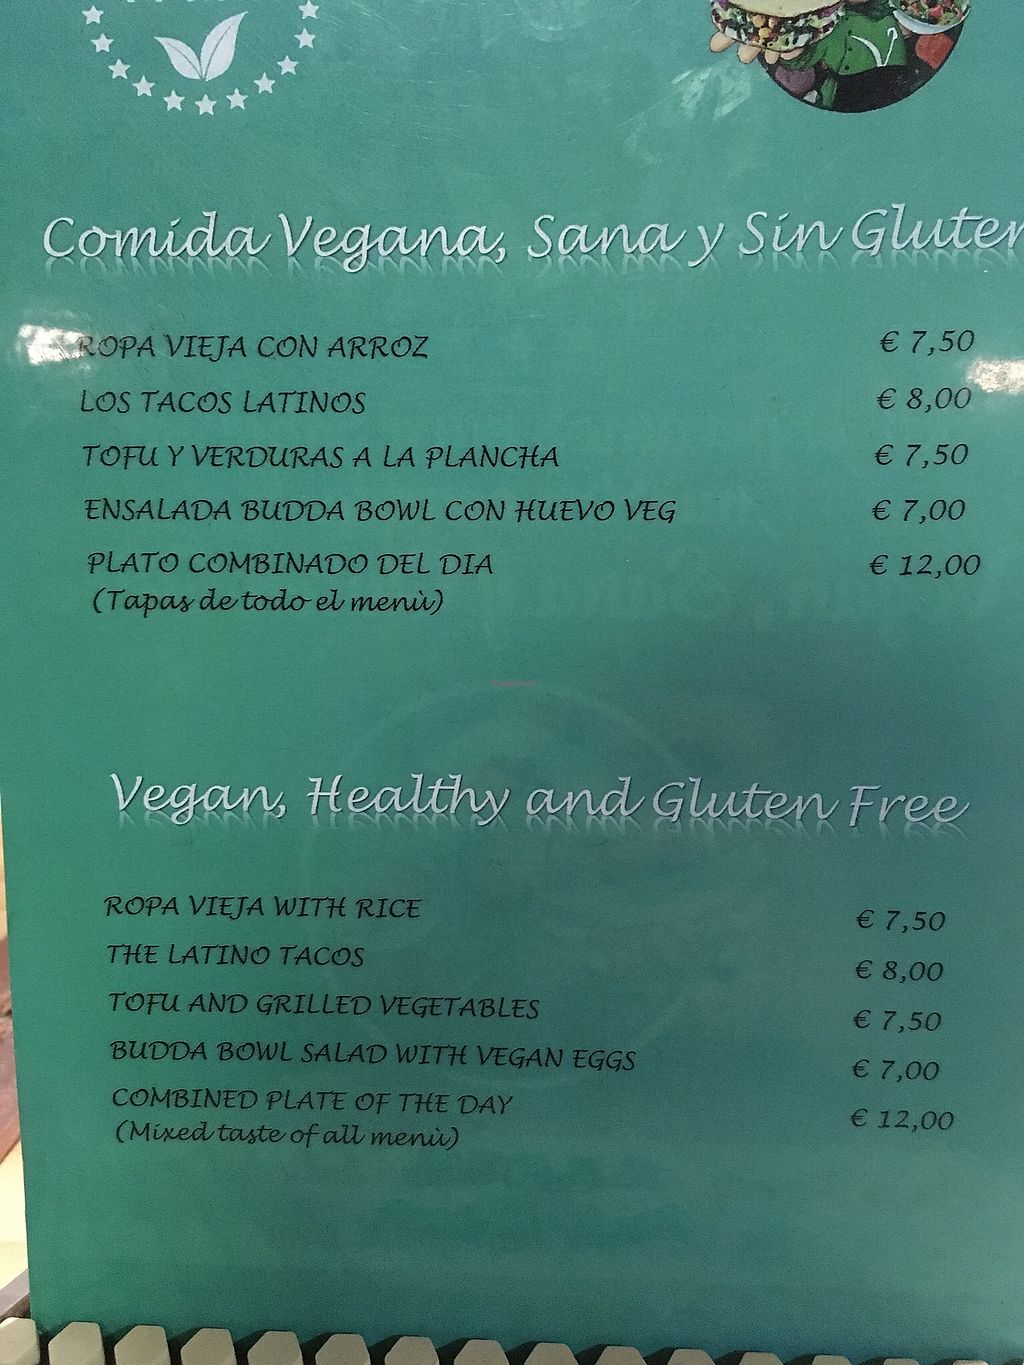 Comida Vegana, Sana y Sin Gluten
ROPA VIEJA CON ARROZ € 7,50
LOS TACOS LATINOS € 8,00
TOFU Y VERDURAS A LA PLANCHA € 7,50
ENSALADA BUDDA BOWL CON HUEVO VEG € 7,00
PLATO COMBINADO DEL DIA € 12,00
(Tapas de todo el menù)
Vegan, Healthy and Gluten Free
ROPA VIEJA WITH RICE € 7,50
THE LATINO TACOS € 8,00
TOFU AND GRILLED VEGETABLES € 7,50
BUDDA BOWL SALAD WITH VEGAN EGGS € 7,00
COMBINED PLATE OF THE DAY € 12,00
(Mixed taste of all menù)